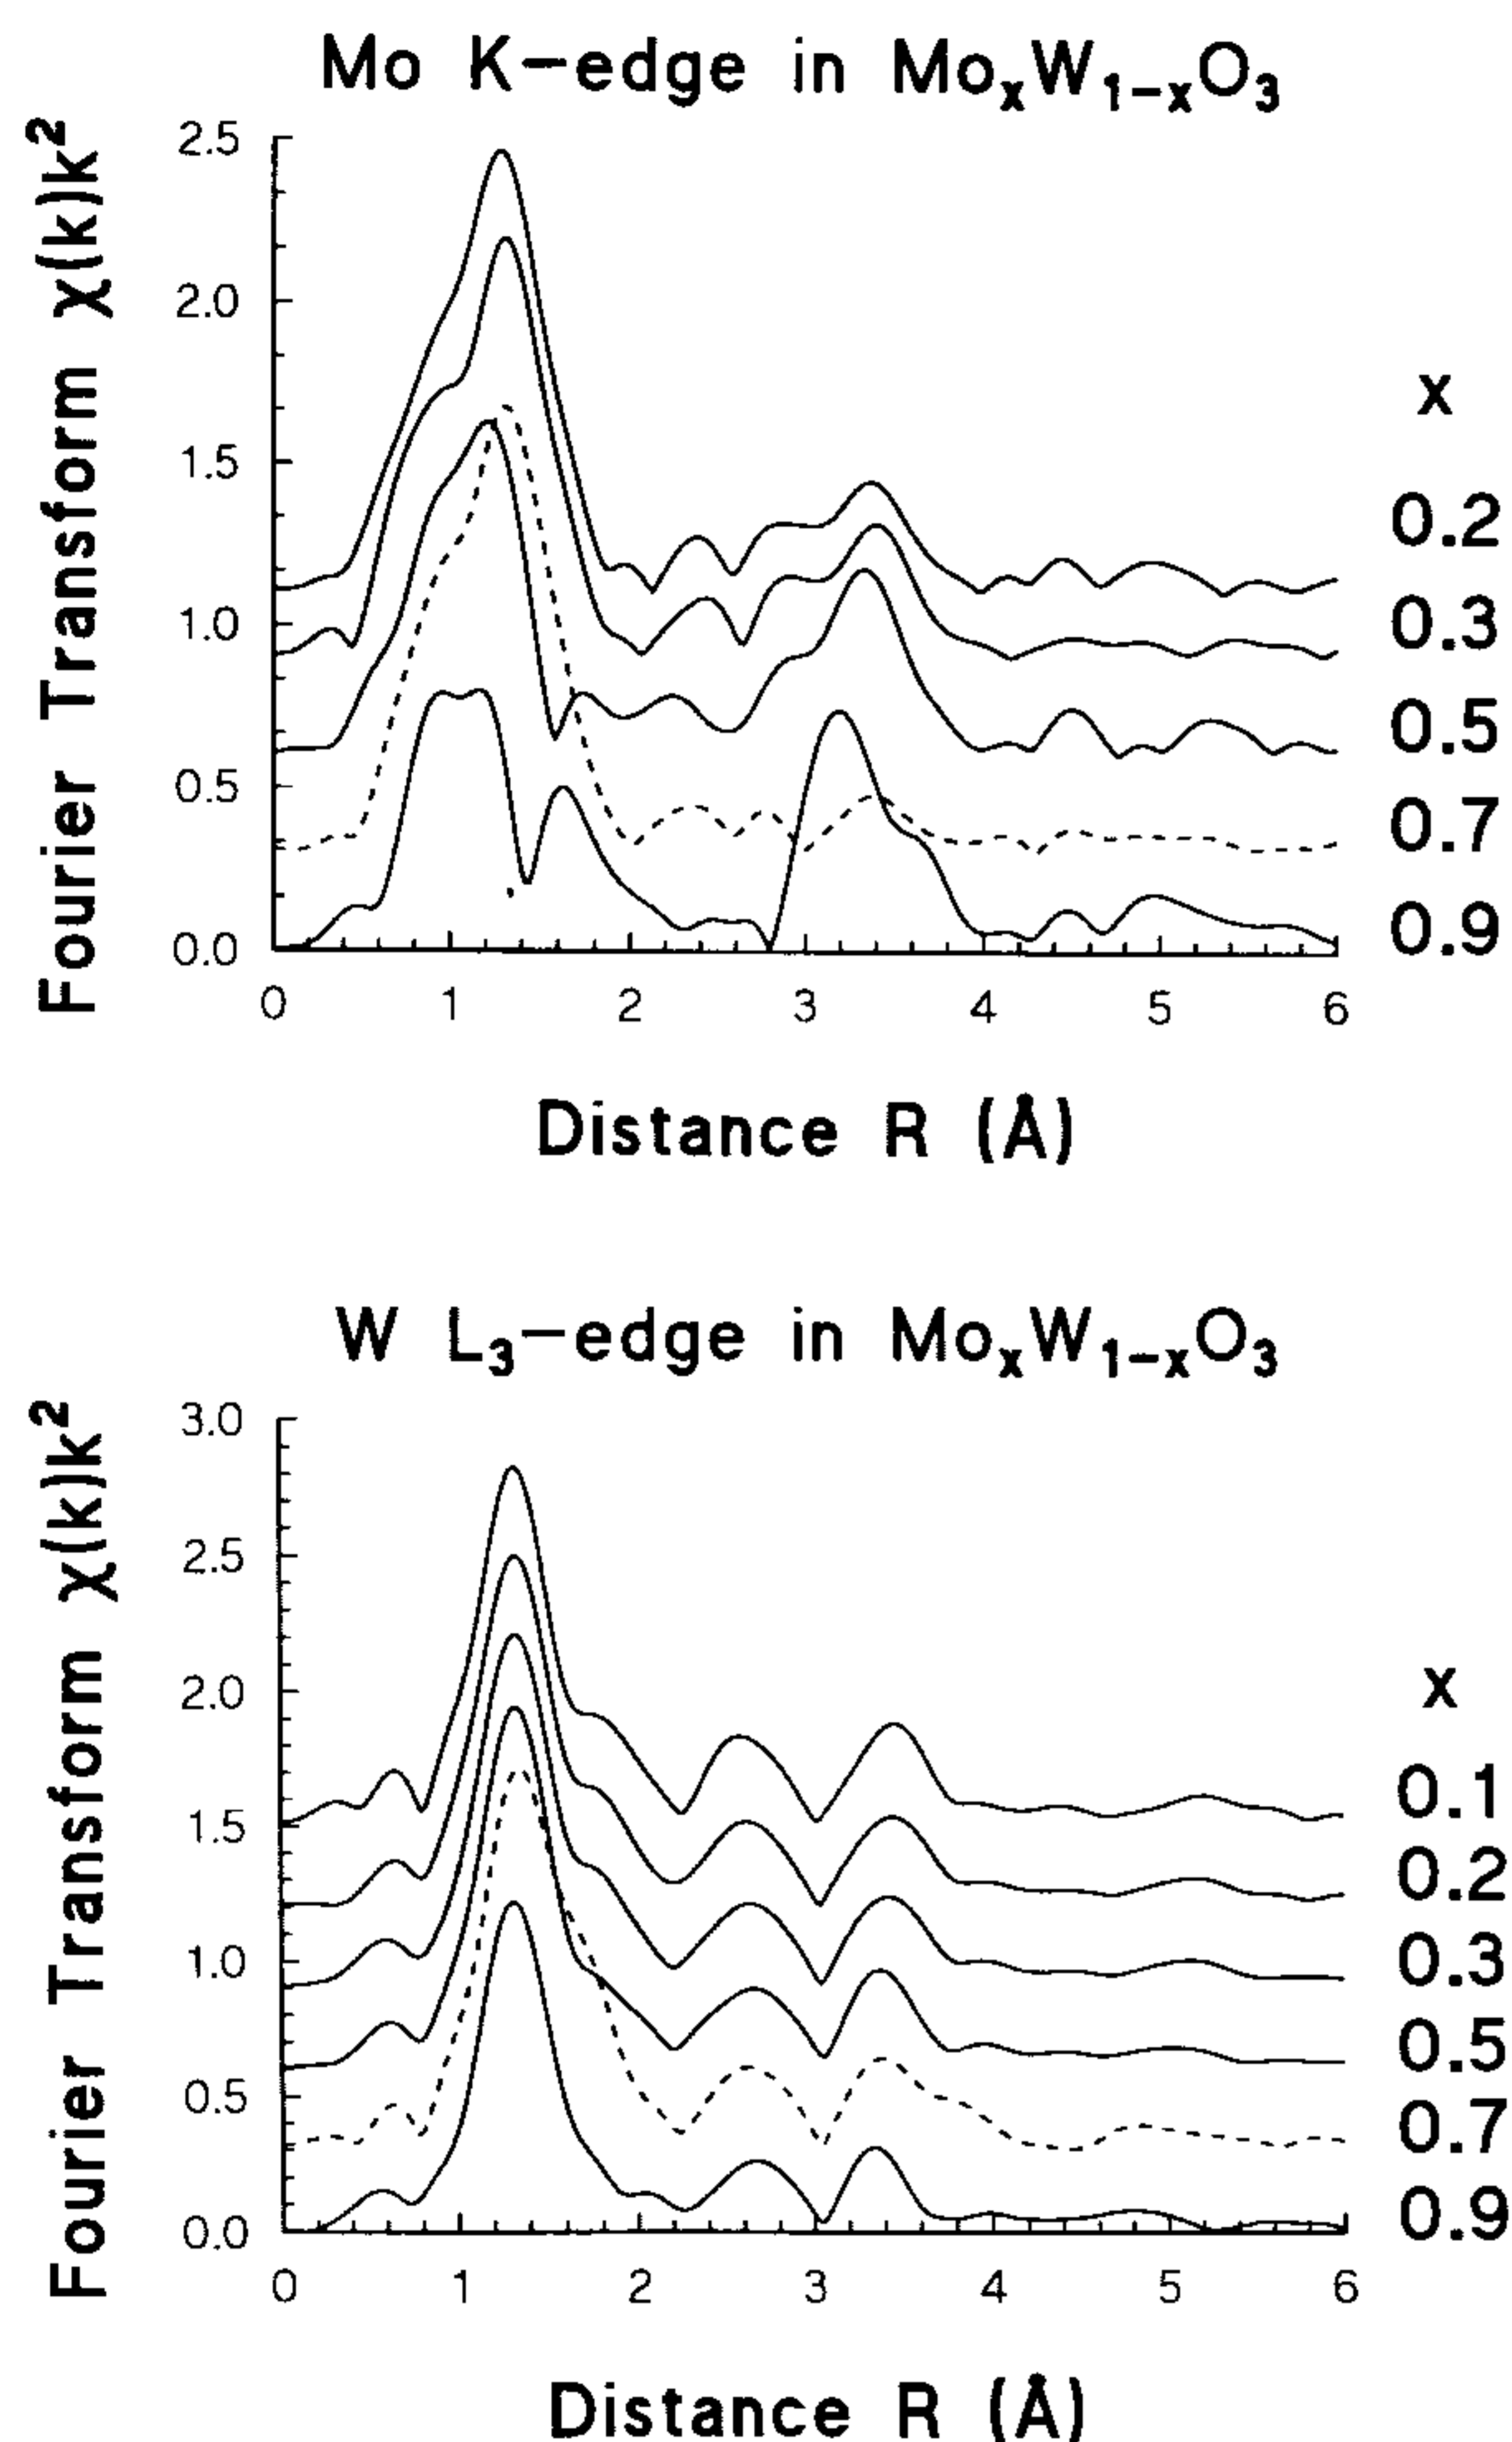 Mo K-edge in MoₓW₁₋ₓO₃
Fourier Transform χ(k)k²
2.5
2.0
1.5
1.0
0.5
0.0
0 1 2 3 4 5 6
Distance R (Å)
x
0.2
0.3
0.5
0.7
0.9
W L₃-edge in MoₓW₁₋ₓO₃
Fourier Transform χ(k)k²
3.0
2.5
2.0
1.5
1.0
0.5
0.0
0 1 2 3 4 5 6
Distance R (Å)
x
0.1
0.2
0.3
0.5
0.7
0.9